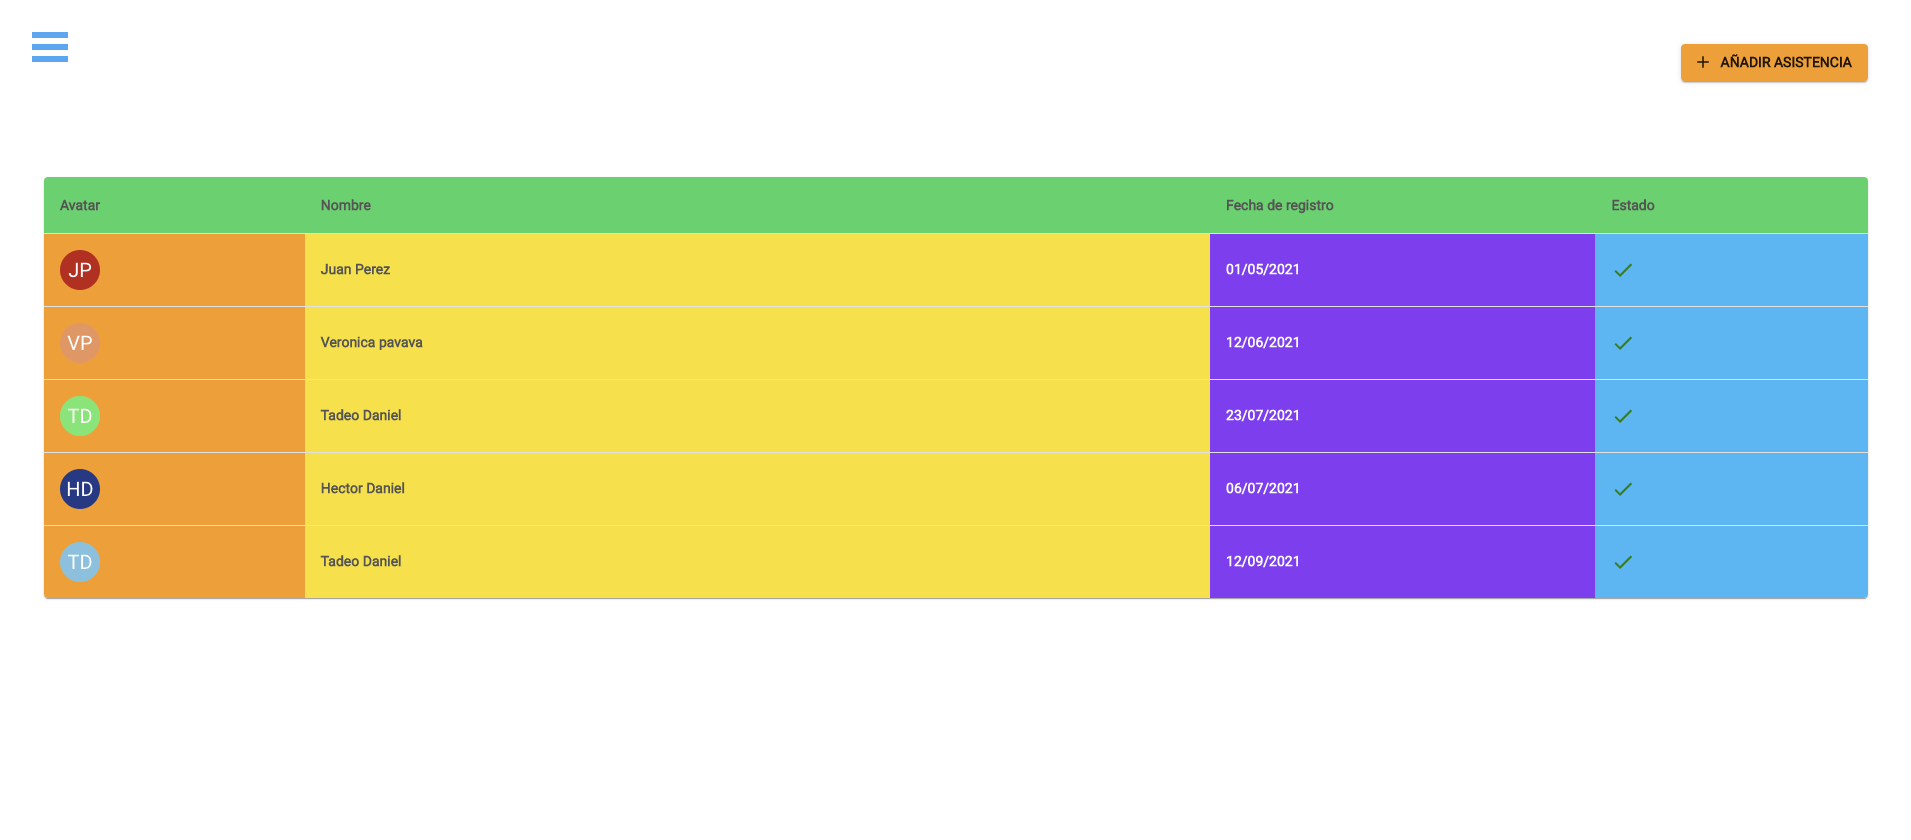 AÑADIR ASISTENCIA
Avatar Nombre Fecha de registro Estado
JP Juan Perez 01/05/2021
VP Veronica pavava 12/06/2021
TD Tadeo Daniel 23/07/2021
HD Hector Daniel 06/07/2021
TD Tadeo Daniel 12/09/2021